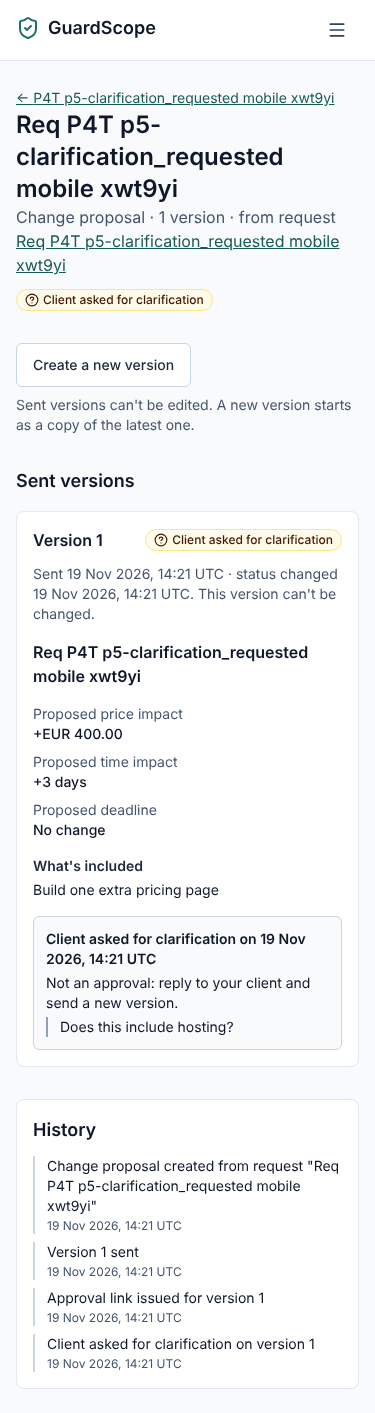 GuardScope
← P4T p5-clarification_requested mobile xwt9yi
Req P4T p5-
clarification_requested
mobile xwt9yi
Change proposal · 1 version · from request
Req P4T p5-clarification_requested mobile
xwt9yi
Client asked for clarification
Create a new version
Sent versions can't be edited. A new version starts
as a copy of the latest one.
Sent versions
Version 1
Client asked for clarification
Sent 19 Nov 2026, 14:21 UTC · status changed
19 Nov 2026, 14:21 UTC. This version can't be
changed.
Req P4T p5-clarification_requested
mobile xwt9yi
Proposed price impact
+EUR 400.00
Proposed time impact
+3 days
Proposed deadline
No change
What's included
Build one extra pricing page
Client asked for clarification on 19 Nov
2026, 14:21 UTC
Not an approval: reply to your client and
send a new version.
Does this include hosting?
History
Change proposal created from request "Req
P4T p5-clarification_requested mobile
xwt9yi"
19 Nov 2026, 14:21 UTC
Version 1 sent
19 Nov 2026, 14:21 UTC
Approval link issued for version 1
19 Nov 2026, 14:21 UTC
Client asked for clarification on version 1
19 Nov 2026, 14:21 UTC